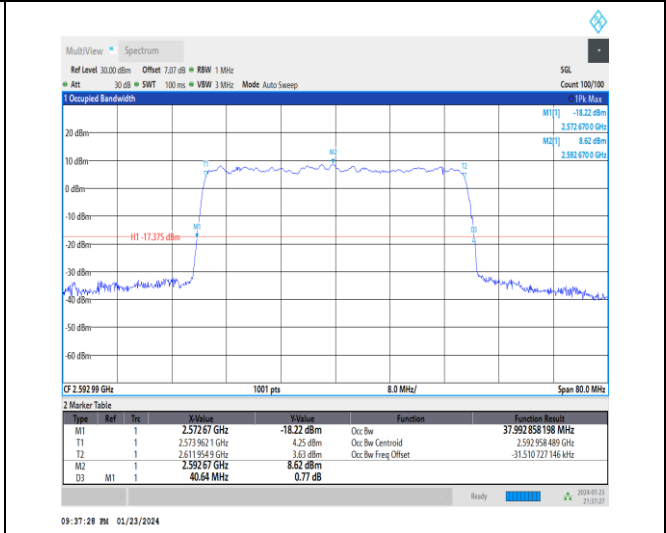 MultiView Spectrum
Ref Level 30.00 dBm Offset 7.07 dB RBW 1 MHz SGL
Att 30 dB SWT 100 ms VBW 3 MHz Mode Auto Sweep Count 100/100
1 Occupied Bandwidth 1Pk Max
M1[1] -18.22 dBm
2.572 670 0 GHz
M2[1] 8.62 dBm
2.592 670 0 GHz
20 dBm
10 dBm
M2
T1
T2
0 dBm
-10 dBm
M1
D3
H1 -17.375 dBm
-20 dBm
-30 dBm
-40 dBm
-50 dBm
-60 dBm
CF 2.592 99 GHz 1001 pts 8.0 MHz/ Span 80.0 MHz
2 Marker Table
Type Ref Trc X-Value Y-Value Function Function Result
M1 1 2.572 67 GHz -18.22 dBm Occ Bw 37.992 858 198 MHz
T1 1 2.573 962 1 GHz 4.25 dBm Occ Bw Centroid 2.592 958 489 GHz
T2 1 2.611 954 9 GHz 3.63 dBm Occ Bw Freq Offset -31.510 727 146 kHz
M2 1 2.592 67 GHz 8.62 dBm
D3 M1 1 40.64 MHz 0.77 dB
Ready 2024-01-23
21:37:27
09:37:28 PM 01/23/2024